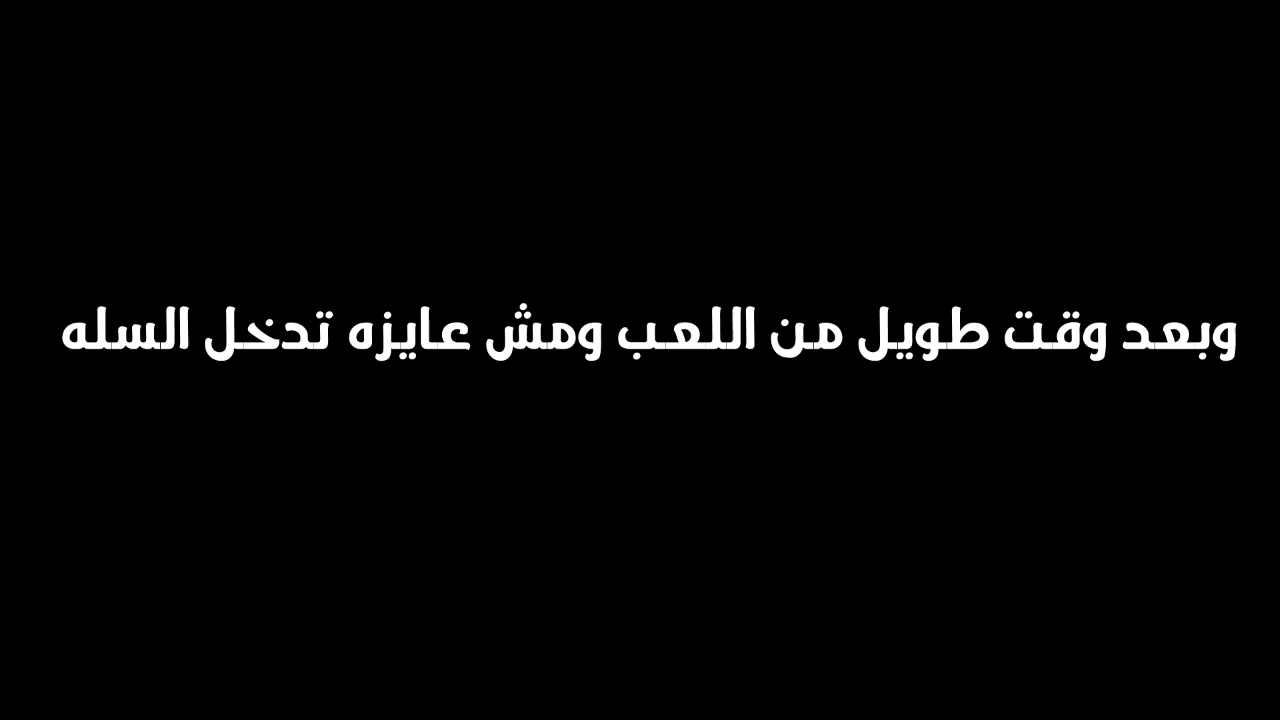 وبعد وقت طويل من اللعب ومش عايزه تدخل السله